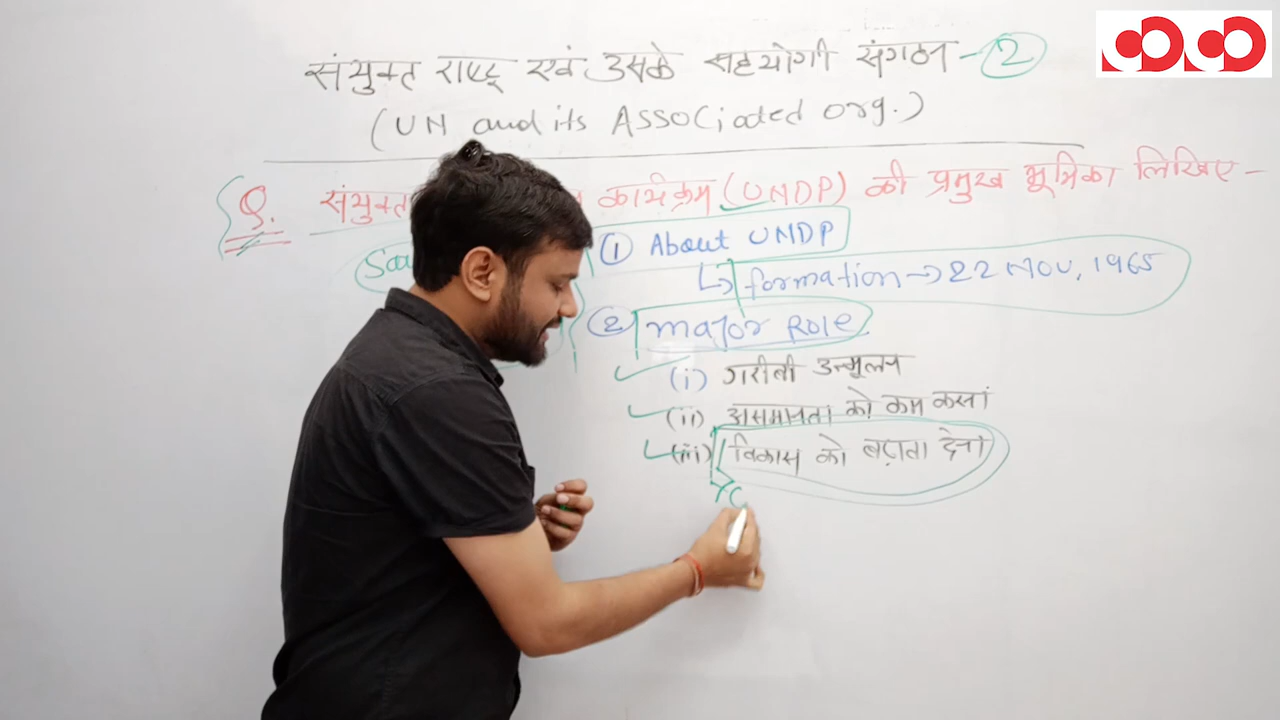 संयुक्त राष्ट्र एवं उसके सहयोगी संगठन - 2
(UN and its Associated org.)
Q. संयुक्त कार्यक्रम (UNDP) की प्रमुख भूमिका लिखिए -
① About UNDP
↳ formation → 22 NOV, 1965
② major ROLE
(i) गरीबी उन्मूलन
(ii) असमानता को कम करना
(iii) विकास को बढ़ावा देना